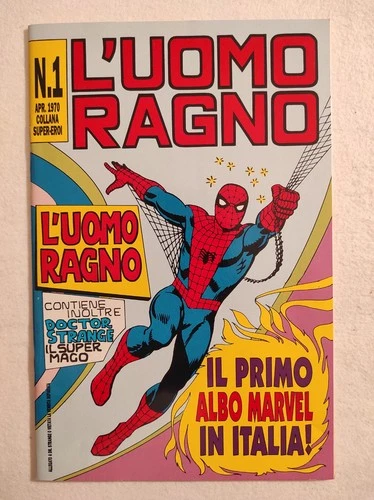 N.1
APR. 1970
COLLANA
SUPER-EROI
L'UOMO
RAGNO
L'UOMO
RAGNO
CONTIENE
INOLTRE
DOCTOR
STRANGE
IL SUPER
MAGO
IL PRIMO
ALBO MARVEL
IN ITALIA!